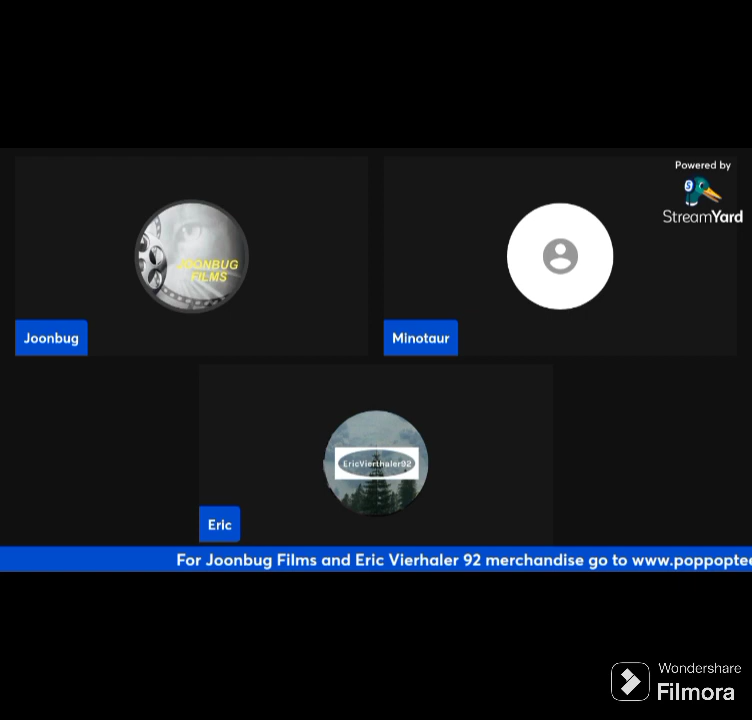 Powered by
S
StreamYard
JOONBUG
FILMS
Joonbug
Minotaur
EricVierthaler92
Eric
For Joonbug Films and Eric Vierhaler 92 merchandise go to www.poppoptee
Wondershare
Filmora